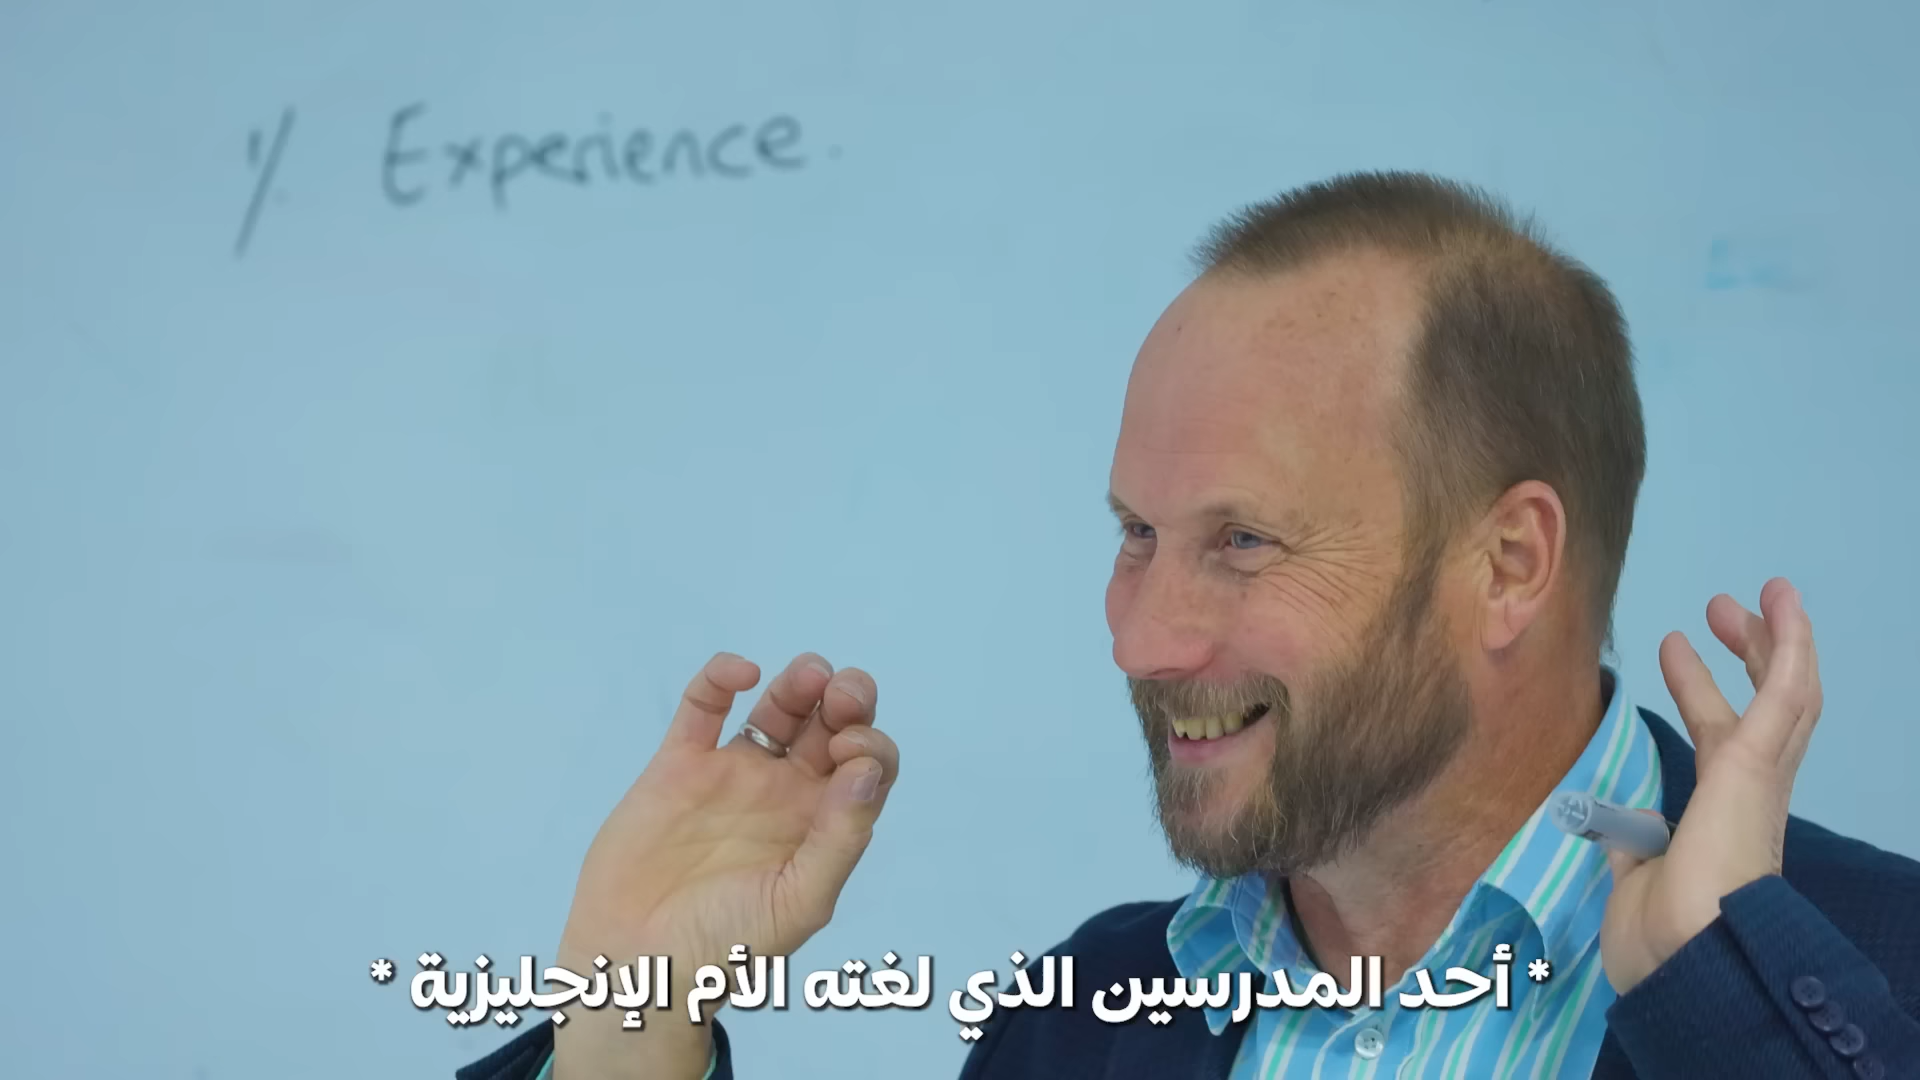 1/ Experience.
* أحد المدرسين الذي لغته الأم الإنجليزية *